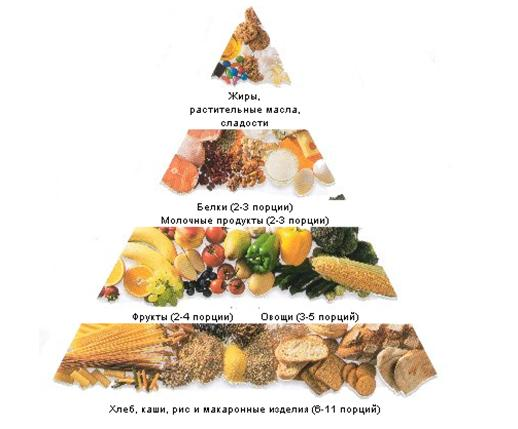 Жиры,
растительные масла,
сладости
Белки (2-3 порции)
Молочные продукты (2-3 порции)
Фрукты (2-4 порции) Овощи (3-5 порций)
Хлеб, каши, рис и макаронные изделия (6-11 порций)